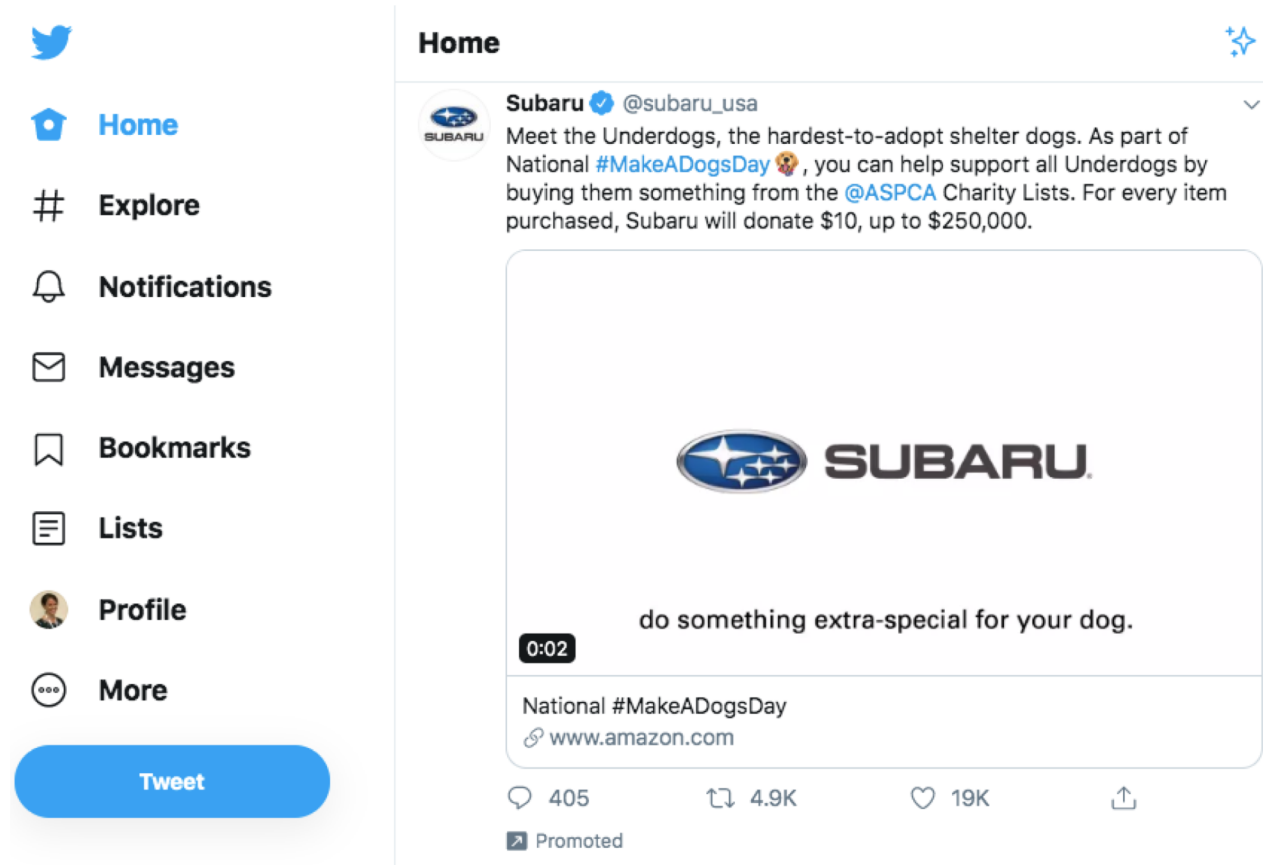 Home
Explore
Notifications
Messages
Bookmarks
Lists
Profile
More
Tweet
Home
SUBARU
Subaru @subaru_usa
Meet the Underdogs, the hardest-to-adopt shelter dogs. As part of
National #MakeADogsDay, you can help support all Underdogs by
buying them something from the @ASPCA Charity Lists. For every item
purchased, Subaru will donate $10, up to $250,000.
SUBARU®
do something extra-special for your dog.
0:02
National #MakeADogsDay
www.amazon.com
405 4.9K 19K
Promoted